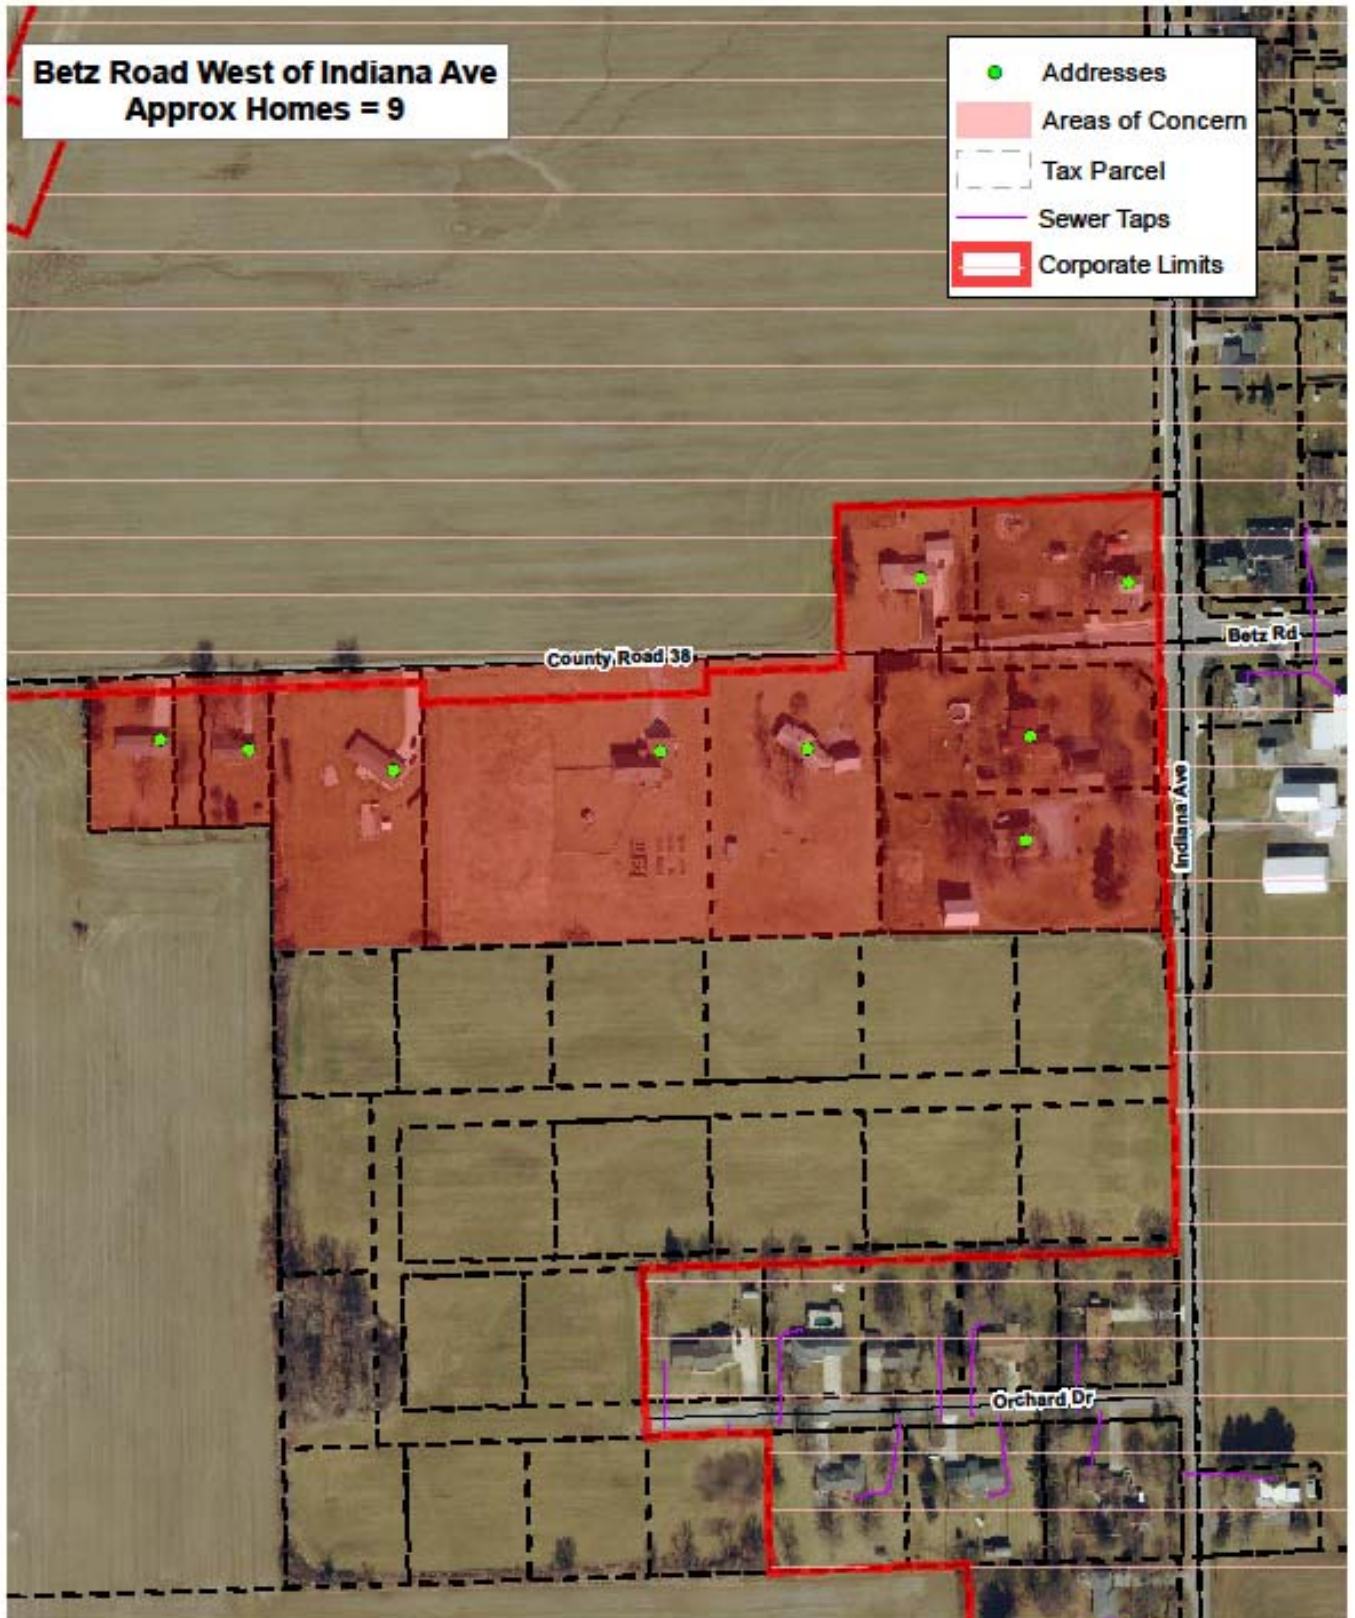 Betz Road West of Indiana Ave
Approx Homes = 9
Addresses
Areas of Concern
Tax Parcel
Sewer Taps
Corporate Limits
Betz Rd
County Road 38
Indiana Ave
Orchard Dr